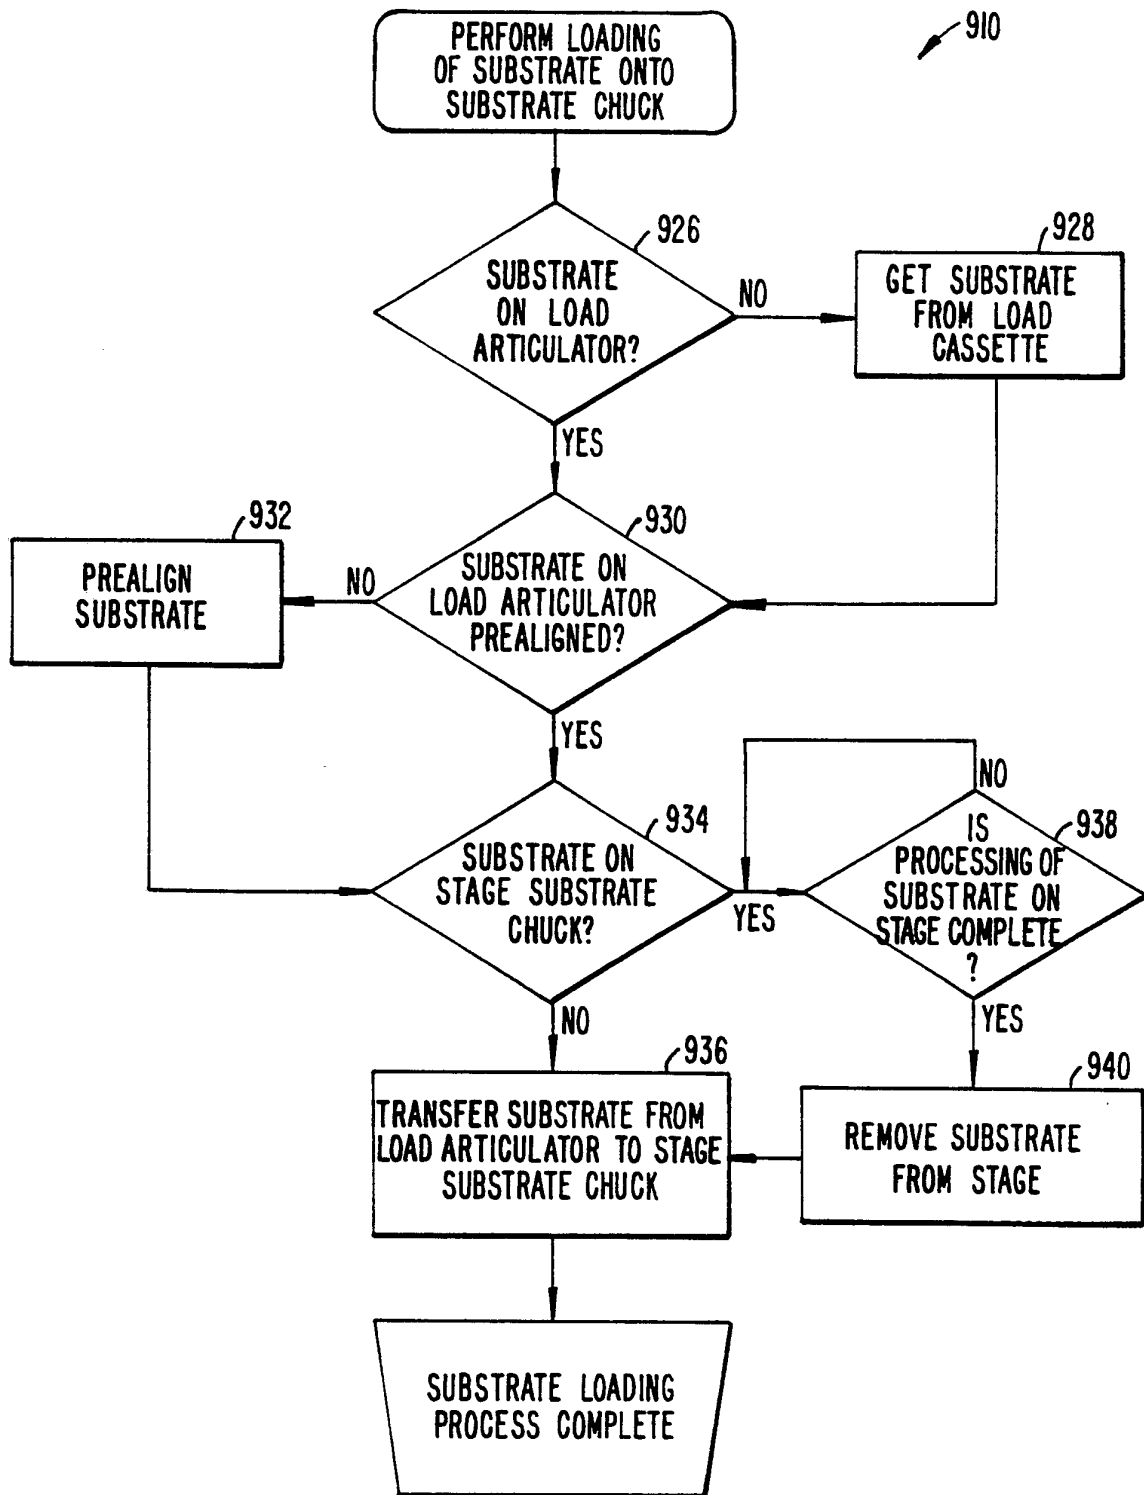 910
PERFORM LOADING
OF SUBSTRATE ONTO
SUBSTRATE CHUCK
926
SUBSTRATE
ON LOAD
ARTICULATOR?
NO
928
GET SUBSTRATE
FROM LOAD
CASSETTE
YES
932
PREALIGN
SUBSTRATE
NO
930
SUBSTRATE ON
LOAD ARTICULATOR
PREALIGNED?
YES
934
SUBSTRATE ON
STAGE SUBSTRATE
CHUCK?
YES
NO
938
IS
PROCESSING OF
SUBSTRATE ON
STAGE COMPLETE
?
NO
YES
936
TRANSFER SUBSTRATE FROM
LOAD ARTICULATOR TO STAGE
SUBSTRATE CHUCK
940
REMOVE SUBSTRATE
FROM STAGE
SUBSTRATE LOADING
PROCESS COMPLETE